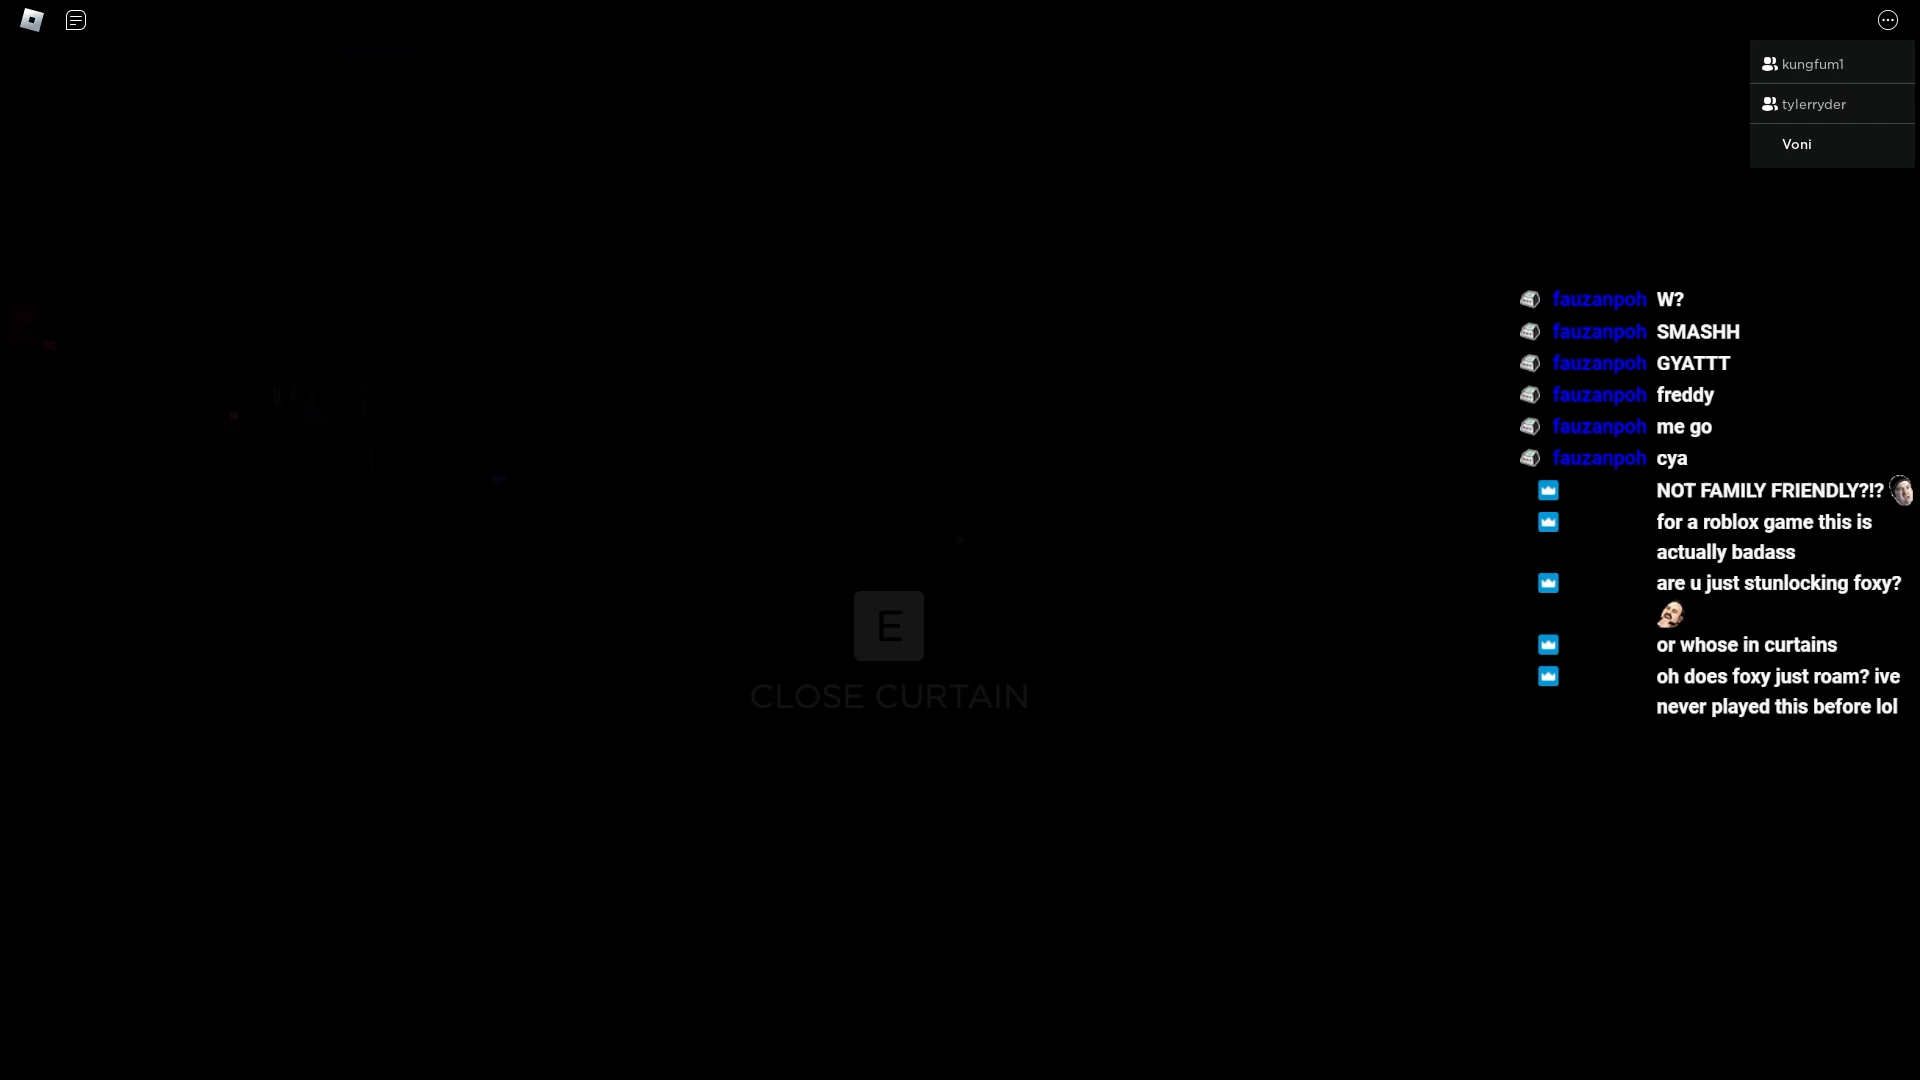 kungfum1
tylerryder
Voni
fauzanpoh W?
fauzanpoh SMASHH
fauzanpoh GYATTT
fauzanpoh freddy
fauzanpoh me go
fauzanpoh cya
NOT FAMILY FRIENDLY?!?
for a roblox game this is
actually badass
are u just stunlocking foxy?
or whose in curtains
oh does foxy just roam? ive
never played this before lol
E
CLOSE CURTAIN